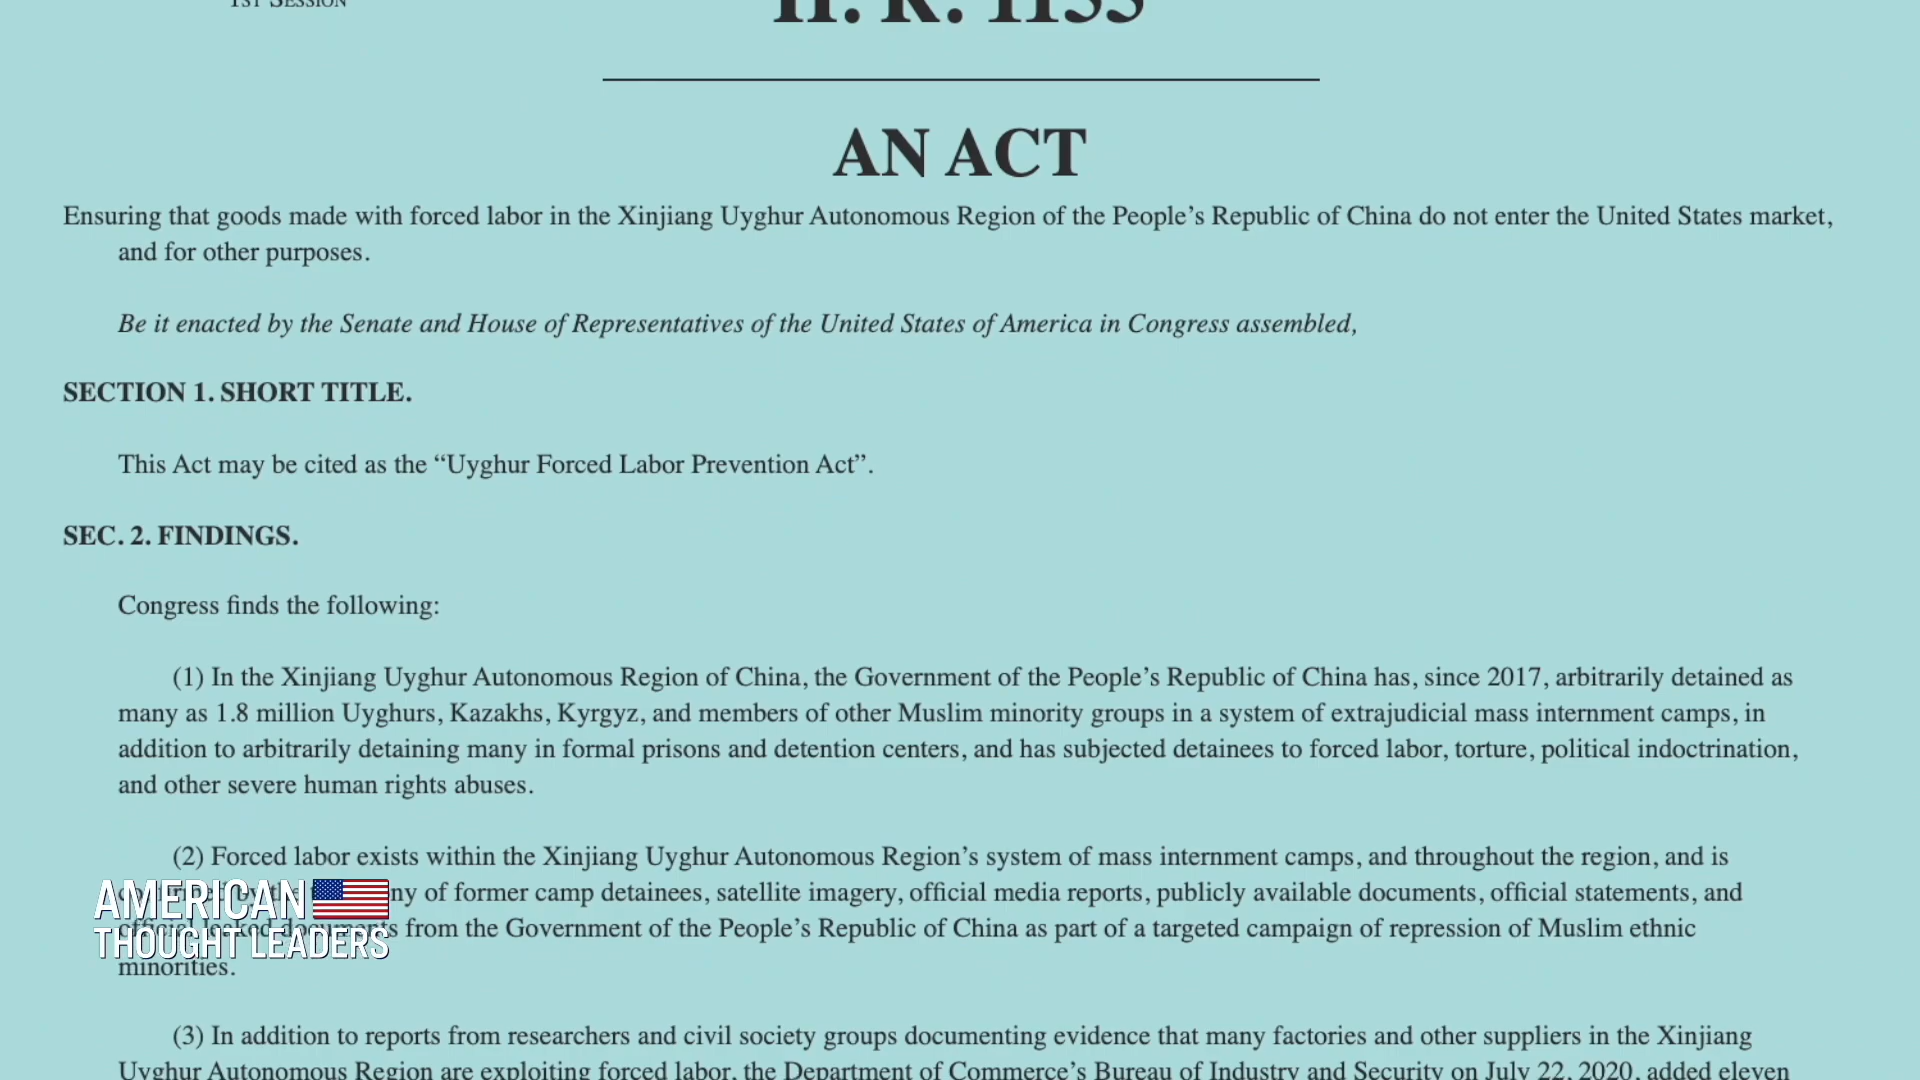 1ST SESSION
H. R. 1155
AN ACT
Ensuring that goods made with forced labor in the Xinjiang Uyghur Autonomous Region of the People’s Republic of China do not enter the United States market,
and for other purposes.
Be it enacted by the Senate and House of Representatives of the United States of America in Congress assembled,
SECTION 1. SHORT TITLE.
This Act may be cited as the “Uyghur Forced Labor Prevention Act”.
SEC. 2. FINDINGS.
Congress finds the following:
(1) In the Xinjiang Uyghur Autonomous Region of China, the Government of the People’s Republic of China has, since 2017, arbitrarily detained as
many as 1.8 million Uyghurs, Kazakhs, Kyrgyz, and members of other Muslim minority groups in a system of extrajudicial mass internment camps, in
addition to arbitrarily detaining many in formal prisons and detention centers, and has subjected detainees to forced labor, torture, political indoctrination,
and other severe human rights abuses.
(2) Forced labor exists within the Xinjiang Uyghur Autonomous Region’s system of mass internment camps, and throughout the region, and is
of former camp detainees, satellite imagery, official media reports, publicly available documents, official statements, and
from the Government of the People’s Republic of China as part of a targeted campaign of repression of Muslim ethnic
minorities.
(3) In addition to reports from researchers and civil society groups documenting evidence that many factories and other suppliers in the Xinjiang
Uyghur Autonomous Region are exploiting forced labor, the Department of Commerce’s Bureau of Industry and Security on July 22, 2020, added eleven
AMERICAN
THOUGHT LEADERS